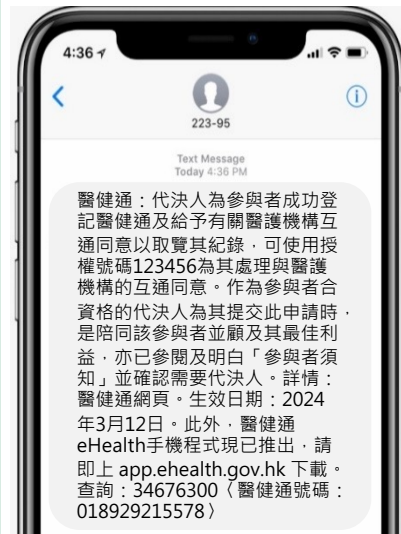 4:36
223-95
Text Message
Today 4:36 PM
醫健通：代決人為參與者成功登
記醫健通及給予有關醫護機構互
通同意以取覽其紀錄，可使用授
權號碼123456為其處理與醫護
機構的互通同意。作為參與者合
資格的代決人為其提交此申請時，
是陪同該參與者並顧及其最佳利
益，亦已參閱及明白「參與者須
知」並確認需要代決人。詳情：
醫健通網頁。生效日期：2024
年3月12日。此外，醫健通
eHealth手機程式現已推出，請
即上 app.ehealth.gov.hk 下載。
查詢：34676300〈醫健通號碼：
018929215578〉